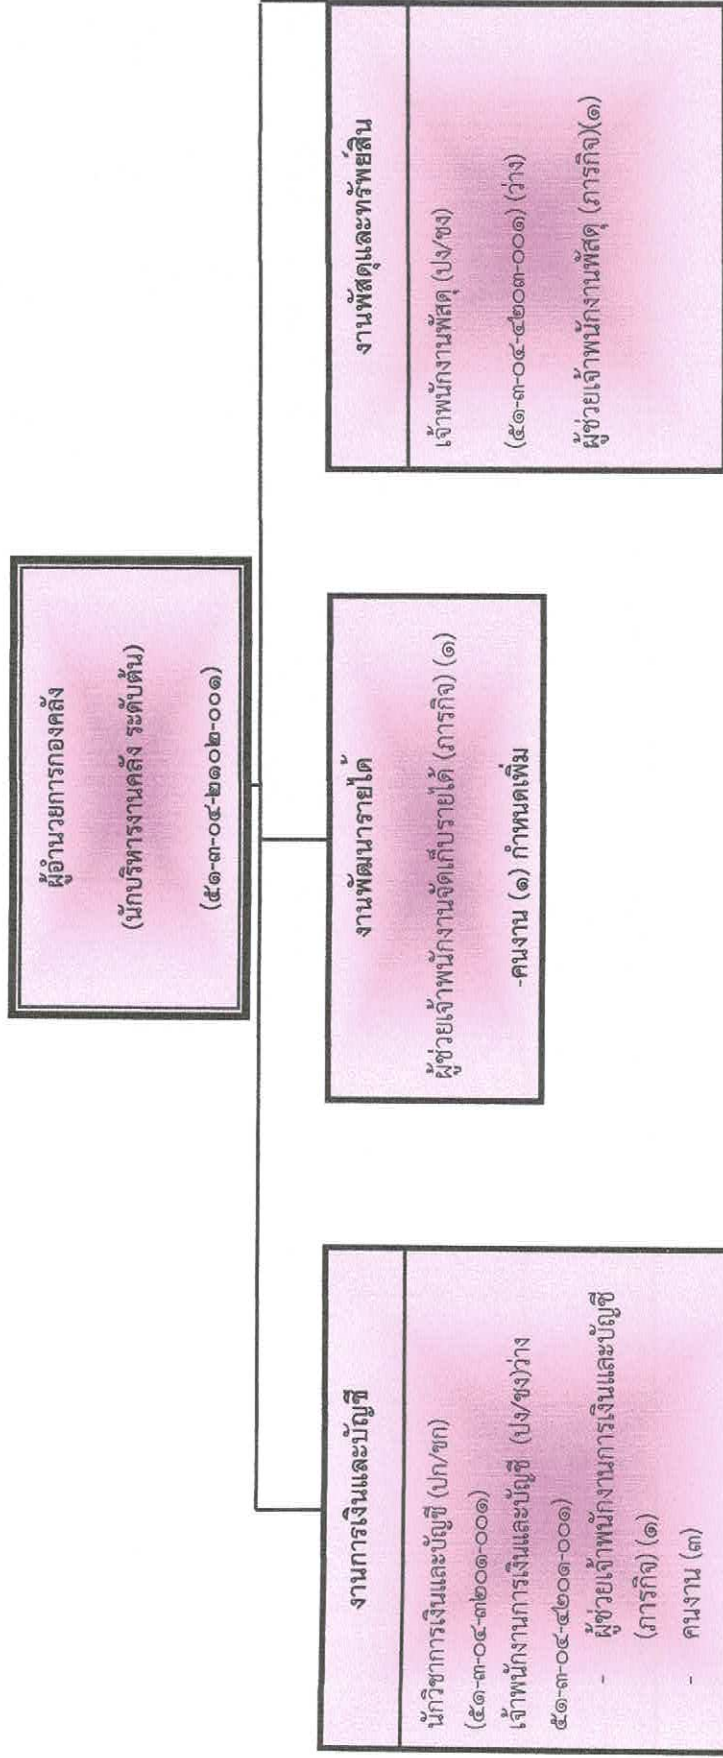 ผู้อำนวยการกองคลัง
(นักบริหารงานคลัง ระดับต้น)
(๕๑-๓-๐๔-๒๑๐๒-๐๐๑)
งานการเงินและบัญชี
นักวิชาการเงินและบัญชี (ปก/ชก)
(๕๑-๓-๐๔-๓๒๐๑-๐๐๑)
เจ้าพนักงานการเงินและบัญชี (ปง/ชง)ว่าง
๕๑-๓-๐๔-๔๒๐๑-๐๐๑)
- ผู้ช่วยเจ้าพนักงานการเงินและบัญชี
(ภารกิจ) (๑)
- คนงาน (๓)
งานพัฒนารายได้
ผู้ช่วยเจ้าพนักงานจัดเก็บรายได้ (ภารกิจ) (๑)
-คนงาน (๑) กำหนดเพิ่ม
งานพัสดุและทรัพย์สิน
เจ้าพนักงานพัสดุ (ปง/ชง)
(๕๑-๓-๐๔-๔๒๐๓-๐๐๑) (ว่าง)
ผู้ช่วยเจ้าพนักงานพัสดุ (ภารกิจ)(๑)